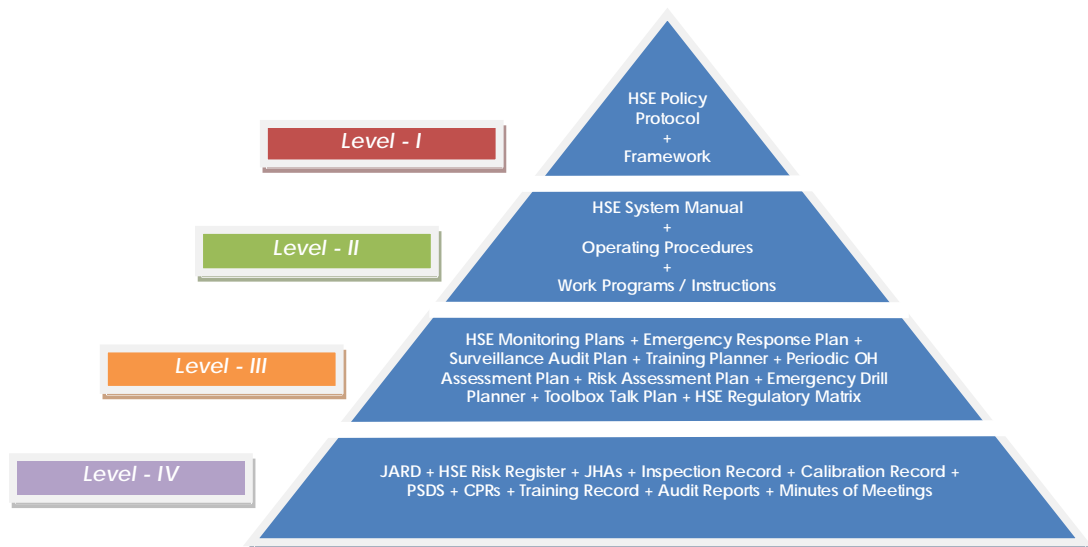 HSE Policy
Protocol
+
Framework
Level - I
HSE System Manual
+
Operating Procedures
+
Work Programs / Instructions
Level - II
HSE Monitoring Plans + Emergency Response Plan +
Surveillance Audit Plan + Training Planner + Periodic OH
Assessment Plan + Risk Assessment Plan + Emergency Drill
Planner + Toolbox Talk Plan + HSE Regulatory Matrix
Level - III
JARD + HSE Risk Register + JHAs + Inspection Record + Calibration Record +
PSDS + CPRs + Training Record + Audit Reports + Minutes of Meetings
Level - IV